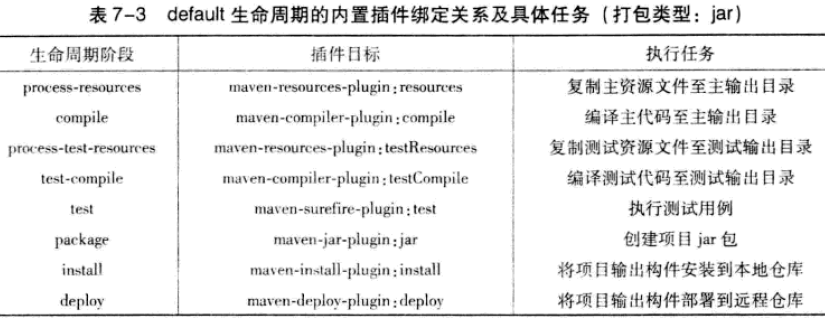 表 7-3 default 生命周期的内置插件绑定关系及具体任务（打包类型：jar）
生命周期阶段 插件目标 执行任务
process-resources maven-resources-plugin:resources 复制主资源文件至主输出目录
compile maven-compiler-plugin:compile 编译主代码至主输出目录
process-test-resources maven-resources-plugin:testResources 复制测试资源文件至测试输出目录
test-compile maven-compiler-plugin:testCompile 编译测试代码至测试输出目录
test maven-surefire-plugin:test 执行测试用例
package maven-jar-plugin:jar 创建项目 jar 包
install maven-install-plugin:install 将项目输出构件安装到本地仓库
deploy maven-deploy-plugin:deploy 将项目输出构件部署到远程仓库